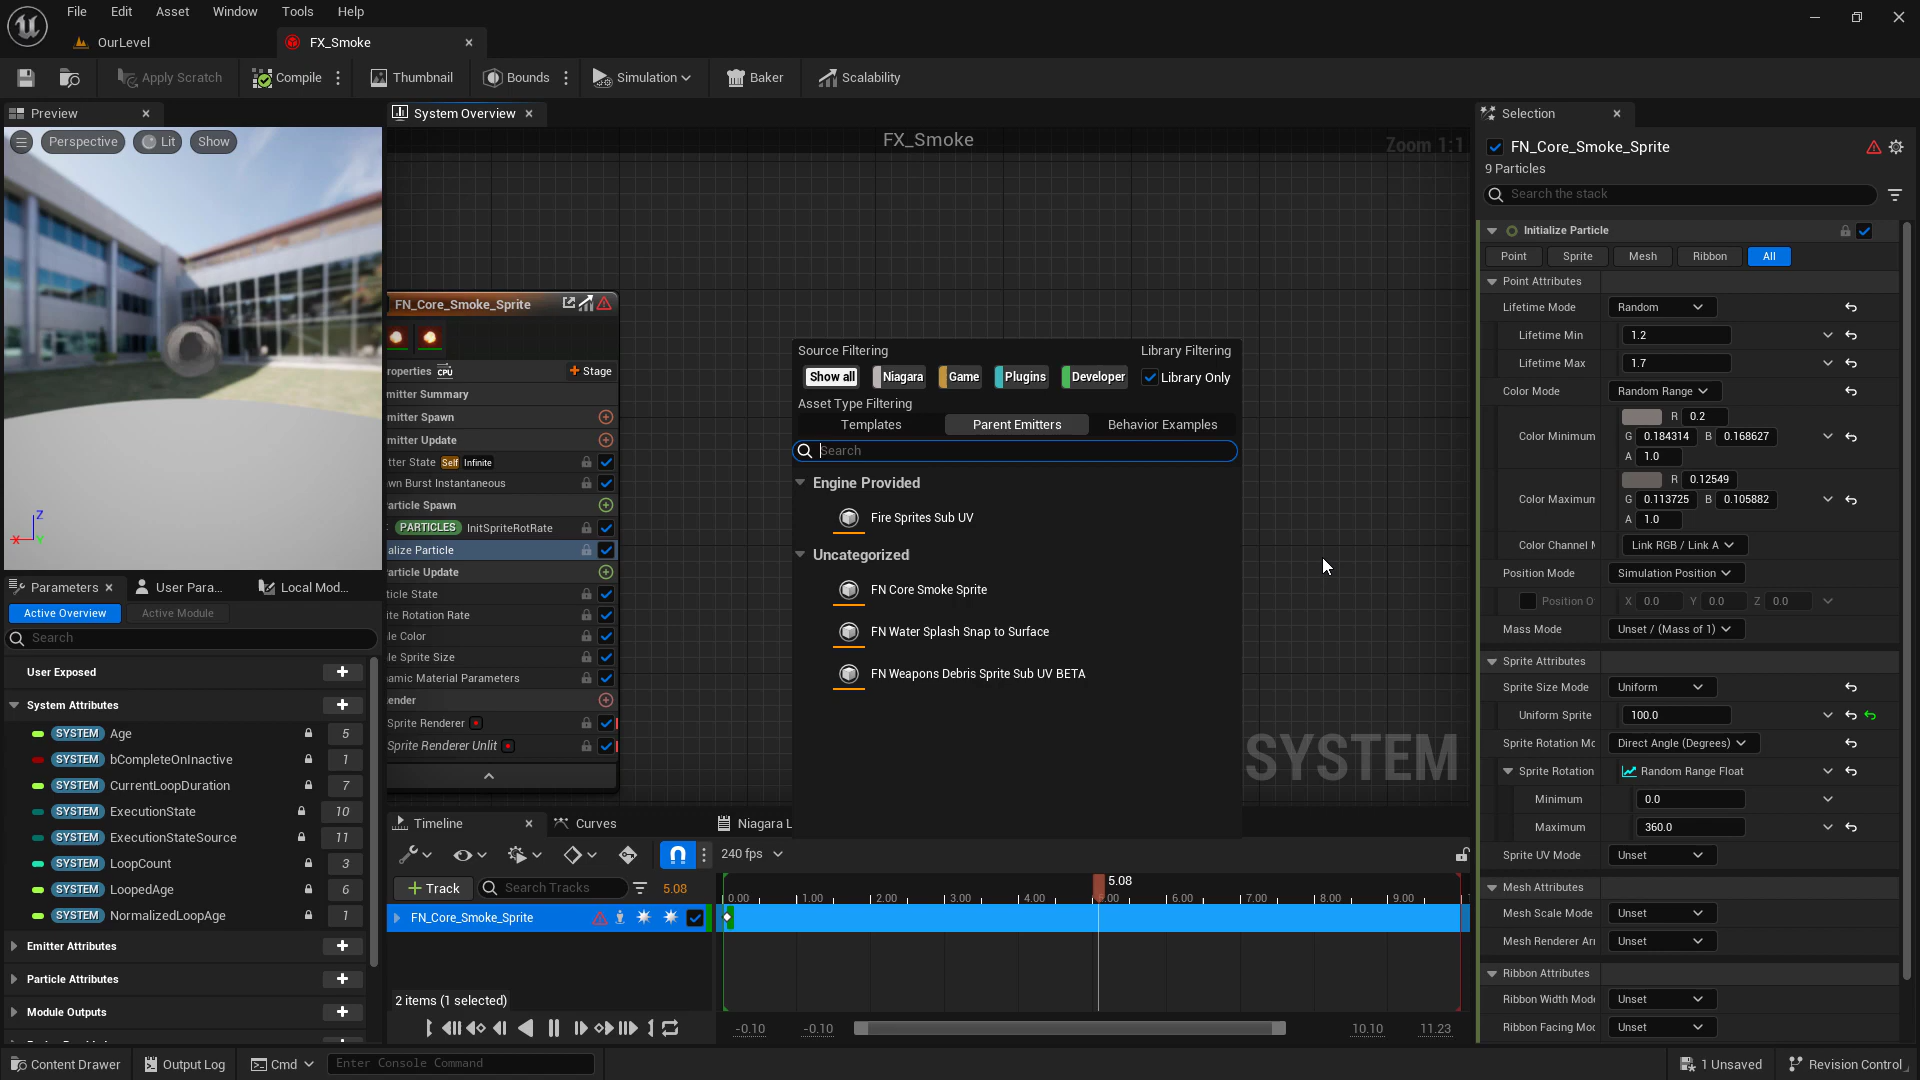 File Edit Asset Window Tools Help
OurLevel
FX_Smoke
Apply Scratch
Compile
Thumbnail
Bounds
Simulation
Baker
Scalability
Preview
Perspective
Lit
Show
Z
X
Y
System Overview
FX_Smoke
Zoom 1:1
FN_Core_Smoke_Sprite
roperties CPU
Stage
mitter Summary
mitter Spawn
mitter Update
tter State Self Infinite
wn Burst Instantaneous
article Spawn
PARTICLES InitSpriteRotRate
alize Particle
article Update
ticle State
ite Rotation Rate
le Color
le Sprite Size
namic Material Parameters
ender
Sprite Renderer
Sprite Renderer Unlit
SYSTEM
Source Filtering
Library Filtering
Show all
Niagara
Game
Plugins
Developer
Library Only
Asset Type Filtering
Templates
Parent Emitters
Behavior Examples
Search
Engine Provided
Fire Sprites Sub UV
Uncategorized
FN Core Smoke Sprite
FN Water Splash Snap to Surface
FN Weapons Debris Sprite Sub UV BETA
Parameters
User Para...
Local Mod...
Active Overview
Active Module
Search
User Exposed
System Attributes
SYSTEM Age 5
SYSTEM bCompleteOnInactive 1
SYSTEM CurrentLoopDuration 7
SYSTEM ExecutionState 10
SYSTEM ExecutionStateSource 11
SYSTEM LoopCount 3
SYSTEM LoopedAge 6
SYSTEM NormalizedLoopAge 1
Emitter Attributes
Particle Attributes
Module Outputs
Timeline
Curves
Niagara L
240 fps
Track
Search Tracks
5.08
5.08
0.00 1.00 2.00 3.00 4.00 6.00 7.00 8.00 9.00
FN_Core_Smoke_Sprite
2 items (1 selected)
-0.10 -0.10 10.10 11.23
Selection
FN_Core_Smoke_Sprite
9 Particles
Search the stack
Initialize Particle
Point Sprite Mesh Ribbon All
Point Attributes
Lifetime Mode Random
Lifetime Min 1.2
Lifetime Max 1.7
Color Mode Random Range
R 0.2
Color Minimum G 0.184314 B 0.168627
A 1.0
R 0.12549
Color Maximum G 0.113725 B 0.105882
A 1.0
Color Channel M Link RGB / Link A
Position Mode Simulation Position
Position O X 0.0 Y 0.0 Z 0.0
Mass Mode Unset / (Mass of 1)
Sprite Attributes
Sprite Size Mode Uniform
Uniform Sprite 100.0
Sprite Rotation Mc Direct Angle (Degrees)
Sprite Rotation Random Range Float
Minimum 0.0
Maximum 360.0
Sprite UV Mode Unset
Mesh Attributes
Mesh Scale Mode Unset
Mesh Renderer Arr Unset
Ribbon Attributes
Ribbon Width Mode Unset
Ribbon Facing Moc Unset
Content Drawer
Output Log
Cmd
Enter Console Command
1 Unsaved
Revision Control